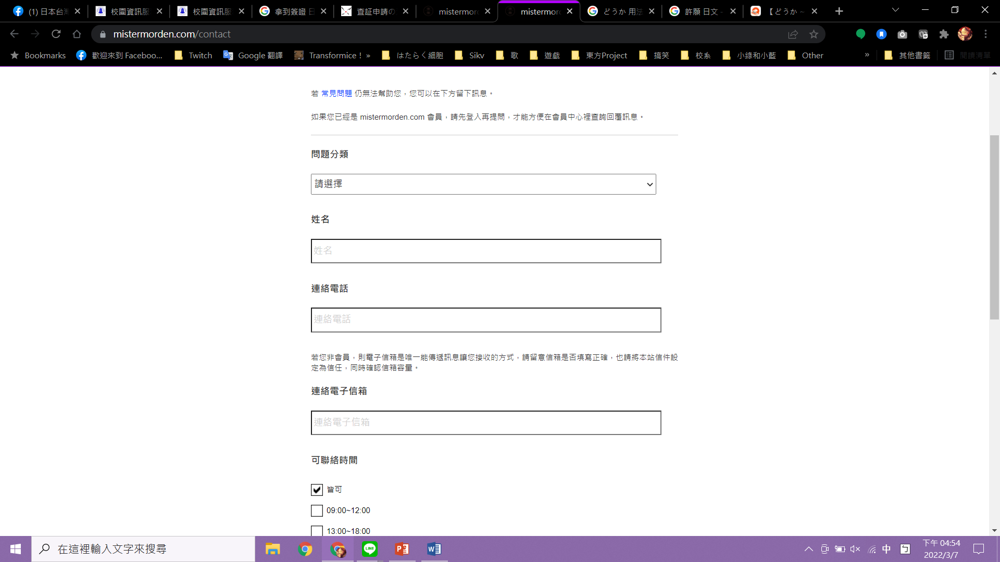 (1) 日本台灣
校園資訊服
校園資訊服
拿到簽證 日
査証申請の
mistermor
mistermor
どうか 用法
許願 日文 -
【どうか ~
mistermorden.com/contact
Bookmarks
歡迎來到 Faceboo...
Twitch
Google 翻譯
Transformice！»
はたらく細胞
Sikv
歌
遊戲
東方Project
搞笑
校系
小綠和小藍
Other
»
其他書籤
閱讀清單
若 常見問題 仍無法幫助您，您可以在下方留下訊息。
如果您已經是 mistermorden.com 會員，請先登入再提問，才能方便在會員中心裡查詢回覆訊息。
問題分類
請選擇
姓名
姓名
連絡電話
連絡電話
若您非會員，則電子信箱是唯一能傳遞訊息讓您接收的方式，請留意信箱是否填寫正確，也請將本站信件設
定為信任，同時確認信箱容量。
連絡電子信箱
連絡電子信箱
可聯絡時間
皆可
09:00~12:00
13:00~18:00
在這裡輸入文字來搜尋
中
ㄅ
下午 04:54
2022/3/7